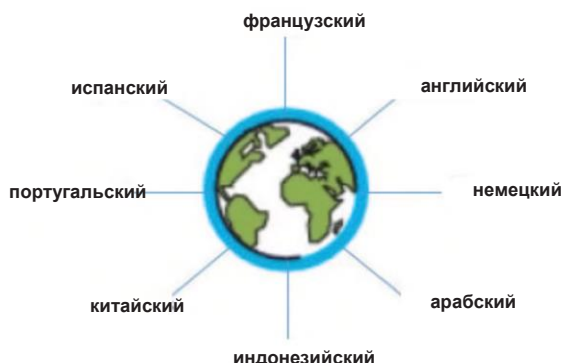 французский
испанский
английский
португальский
немецкий
китайский
арабский
индонезийский